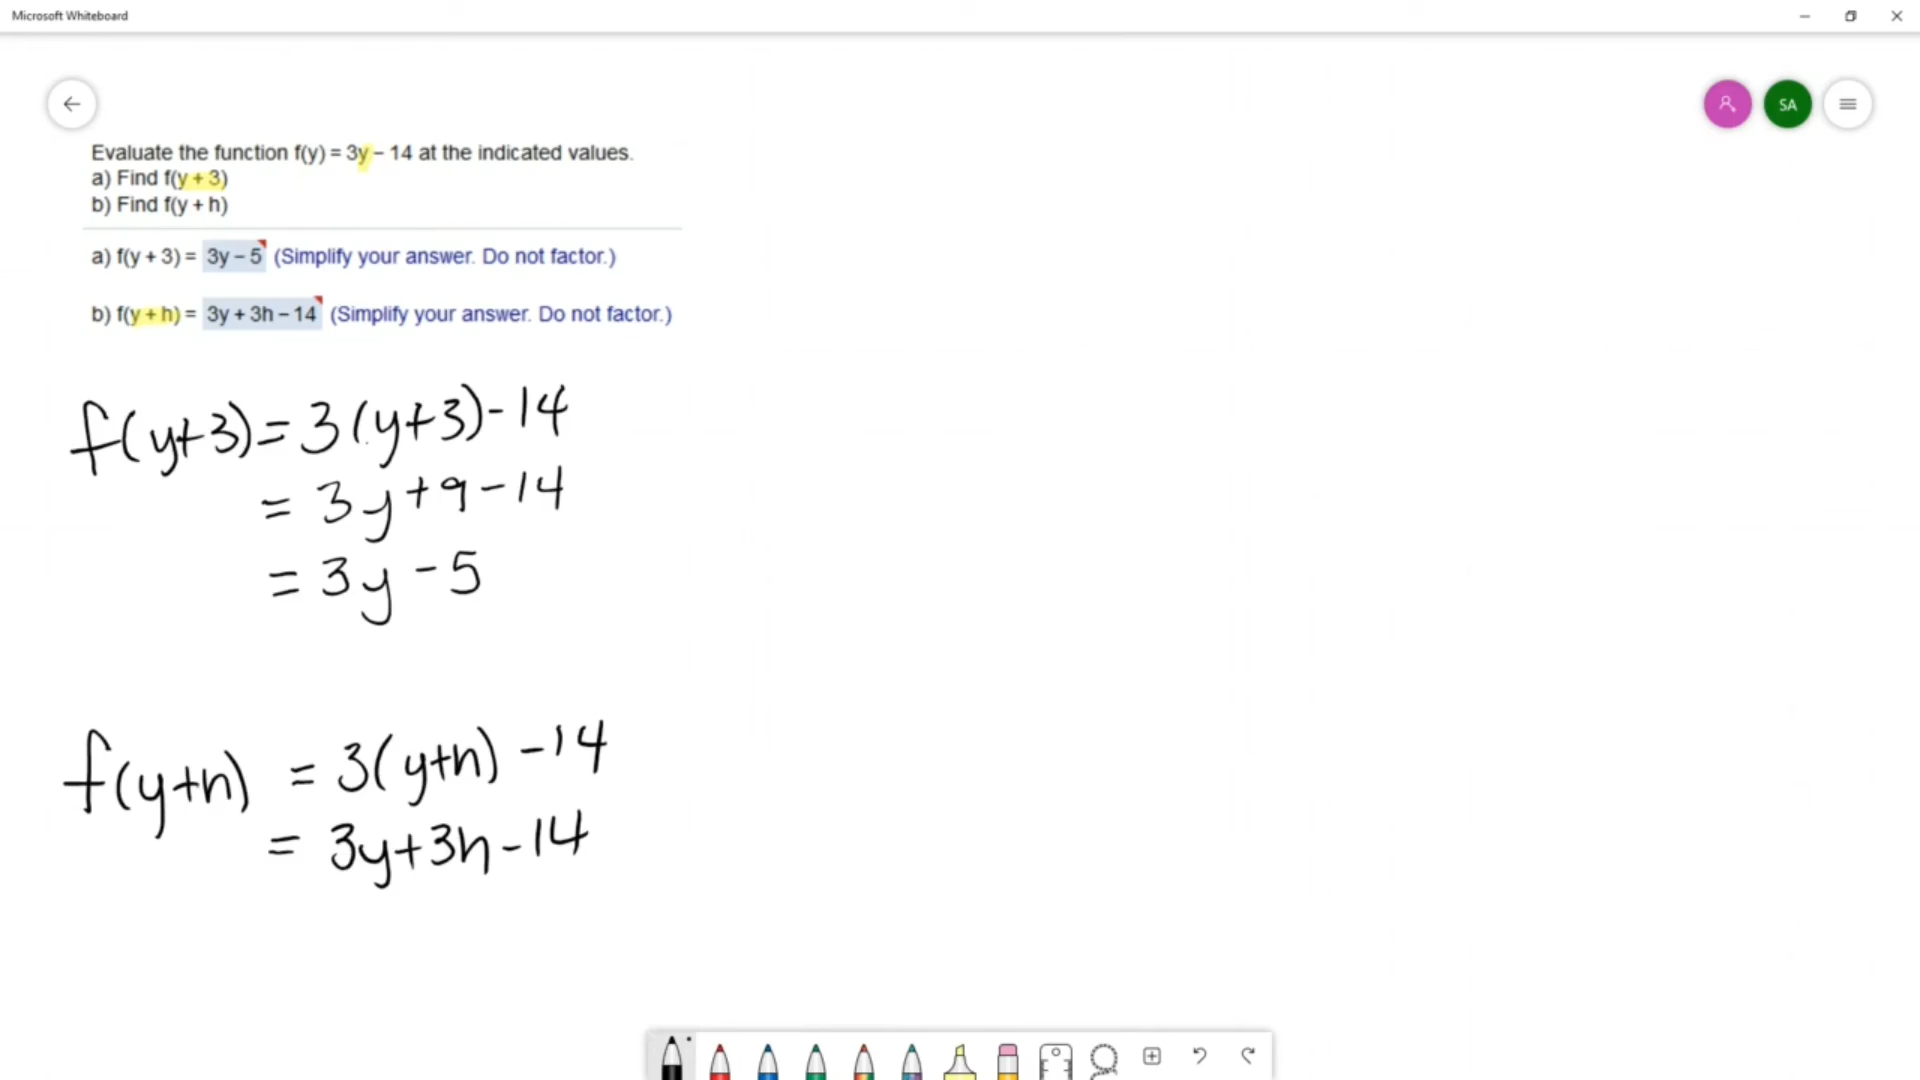 Microsoft Whiteboard
SA
Evaluate the function f(y) = 3y − 14 at the indicated values.
a) Find f(y + 3)
b) Find f(y + h)
a) f(y + 3) = 3y − 5 (Simplify your answer. Do not factor.)
b) f(y + h) = 3y + 3h − 14 (Simplify your answer. Do not factor.)
f(y+3) = 3(y+3) - 14
= 3y + 9 - 14
= 3y - 5
f(y+h) = 3(y+h) - 14
= 3y + 3h - 14